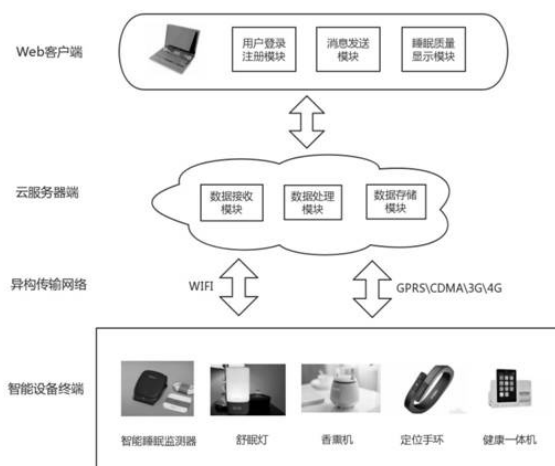 Web客户端
用户登录
注册模块
消息发送
模块
睡眠质量
显示模块
云服务器端
数据接收
模块
数据处理
模块
数据存储
模块
异构传输网络
WIFI
GPRS\CDMA\3G\4G
智能设备终端
智能睡眠监测器
舒眠灯
香熏机
定位手环
健康一体机